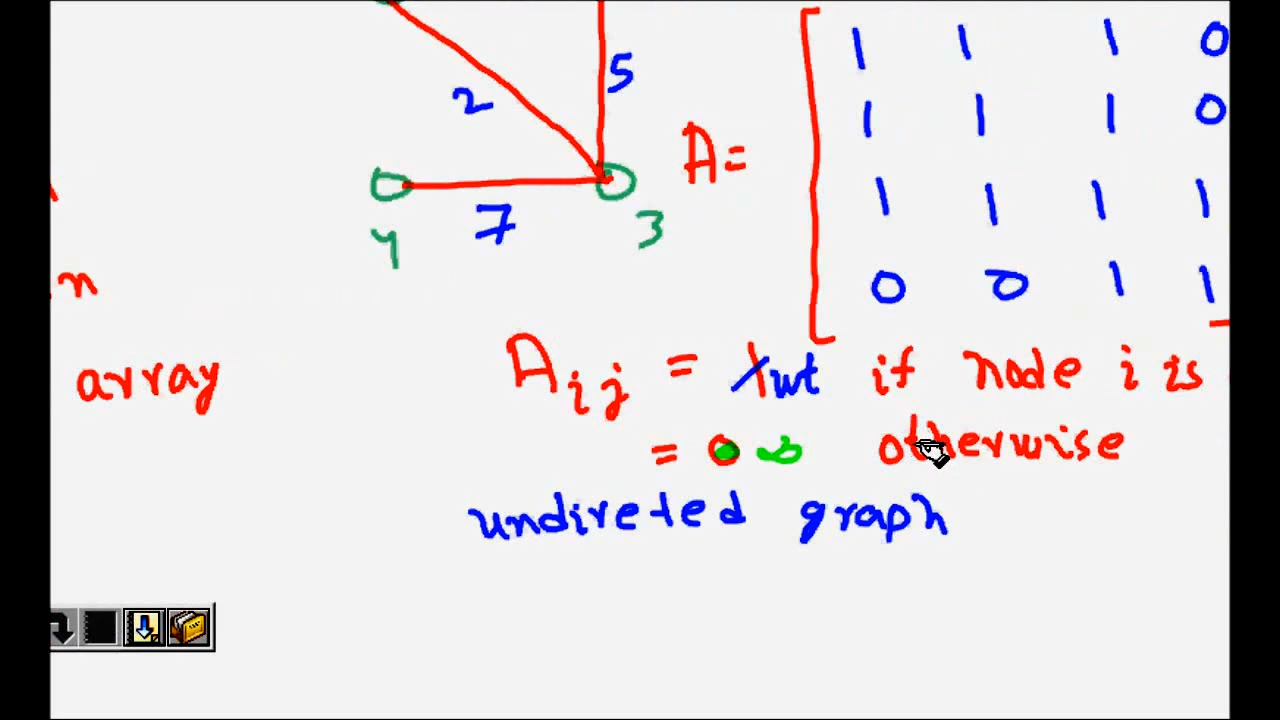 1 1 1 0
5
2
A= 1 1 1 0
1 1 1 1
7
3
4
n
0 0 1 1
array
Aij = 1 wt if node i is
= 0 ∞ otherwise
undireted graph